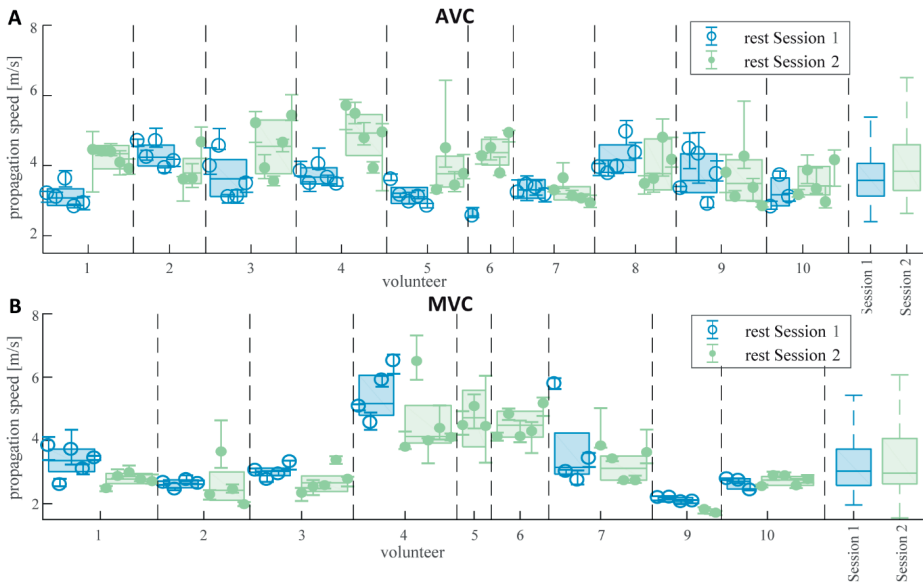 A
AVC
propagation speed [m/s]
8
6
4
2
rest Session 1
rest Session 2
1 2 3 4 5 6 7 8 9 10
volunteer
Session 1
Session 2
B
MVC
propagation speed [m/s]
8
6
4
2
rest Session 1
rest Session 2
1 2 3 4 5 6 7 9 10
volunteer
Session 1
Session 2